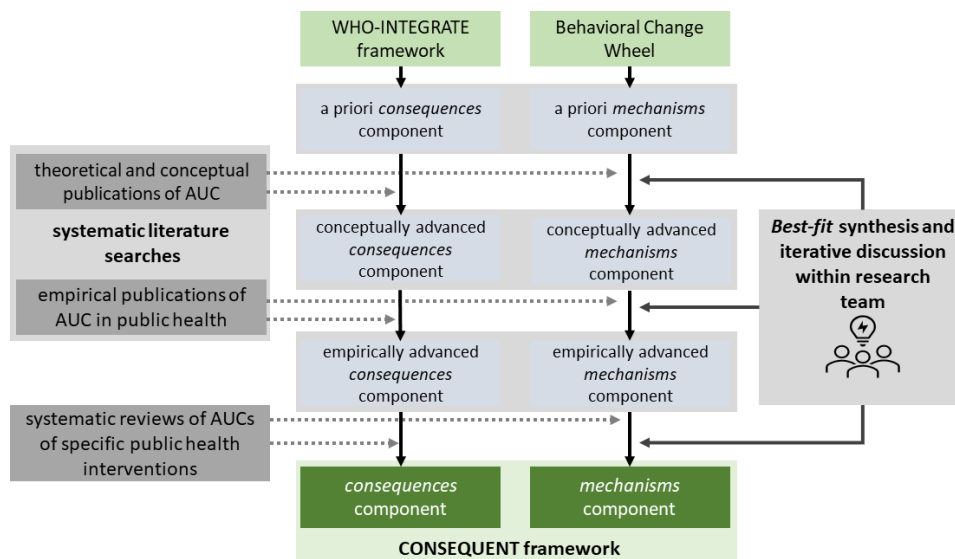 WHO-INTEGRATE
framework
Behavioral Change
Wheel
a priori consequences
component
a priori mechanisms
component
theoretical and conceptual
publications of AUC
systematic literature
searches
empirical publications of
AUC in public health
conceptually advanced
consequences
component
conceptually advanced
mechanisms
component
Best-fit synthesis and
iterative discussion
within research
team
empirically advanced
consequences
component
empirically advanced
mechanisms
component
systematic reviews of AUCs
of specific public health
interventions
consequences
component
mechanisms
component
CONSEQUENT framework